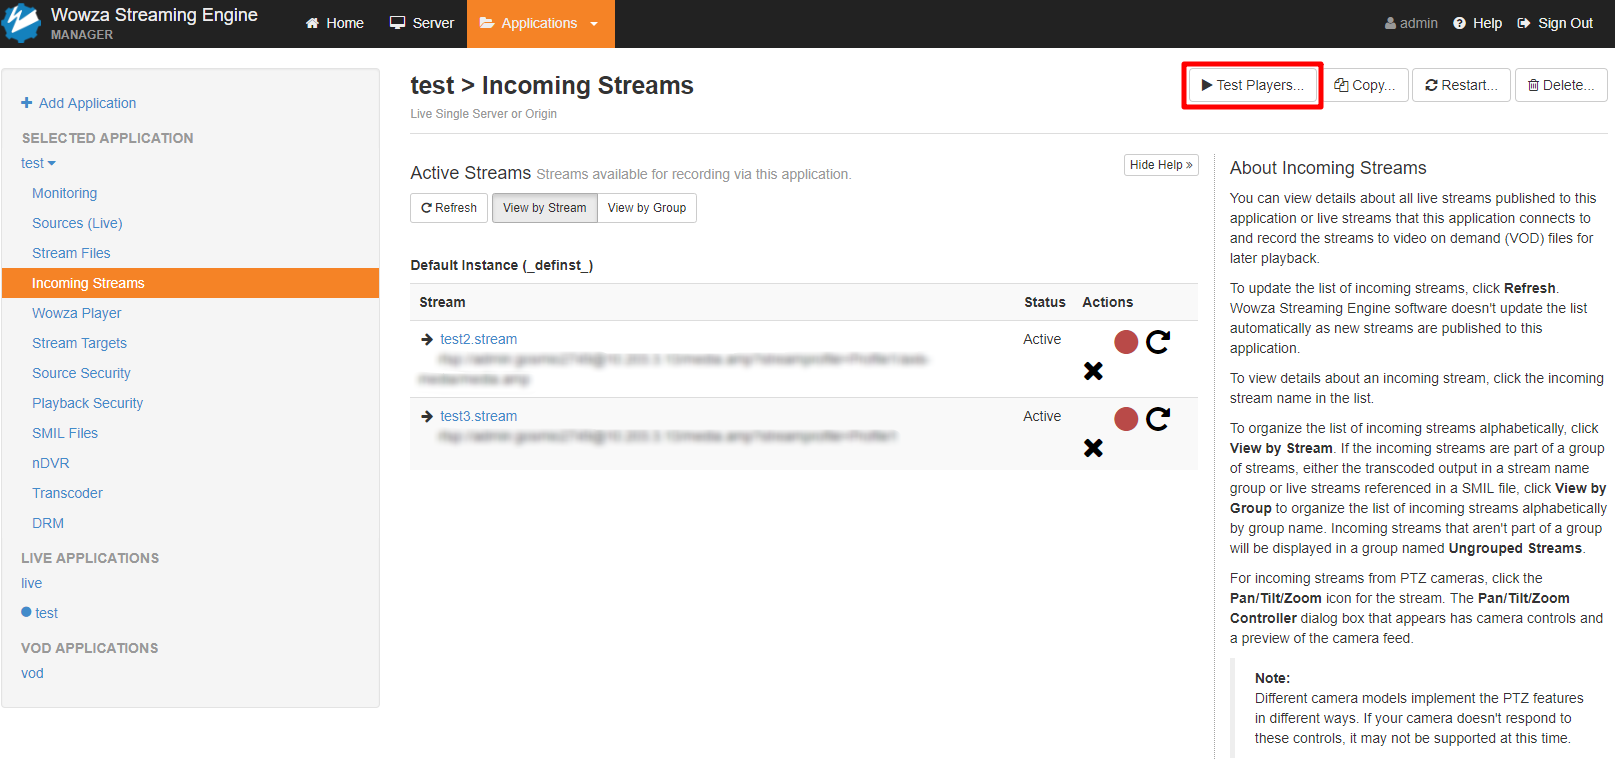 Wowza Streaming Engine
MANAGER
Home
Server
Applications
admin
Help
Sign Out
Add Application
SELECTED APPLICATION
test
Monitoring
Sources (Live)
Stream Files
Incoming Streams
Wowza Player
Stream Targets
Source Security
Playback Security
SMIL Files
nDVR
Transcoder
DRM
LIVE APPLICATIONS
live
test
VOD APPLICATIONS
vod
test > Incoming Streams
Live Single Server or Origin
Test Players...
Copy...
Restart...
Delete...
Active Streams Streams available for recording via this application.
Hide Help »
Refresh
View by Stream
View by Group
Default Instance (_definst_)
Stream Status Actions
test2.stream Active
test3.stream Active
About Incoming Streams
You can view details about all live streams published to this
application or live streams that this application connects to
and record the streams to video on demand (VOD) files for
later playback.
To update the list of incoming streams, click Refresh.
Wowza Streaming Engine software doesn't update the list
automatically as new streams are published to this
application.
To view details about an incoming stream, click the incoming
stream name in the list.
To organize the list of incoming streams alphabetically, click
View by Stream. If the incoming streams are part of a group
of streams, either the transcoded output in a stream name
group or live streams referenced in a SMIL file, click View by
Group to organize the list of incoming streams alphabetically
by group name. Incoming streams that aren't part of a group
will be displayed in a group named Ungrouped Streams.
For incoming streams from PTZ cameras, click the
Pan/Tilt/Zoom icon for the stream. The Pan/Tilt/Zoom
Controller dialog box that appears has camera controls and
a preview of the camera feed.
Note:
Different camera models implement the PTZ features
in different ways. If your camera doesn't respond to
these controls, it may not be supported at this time.